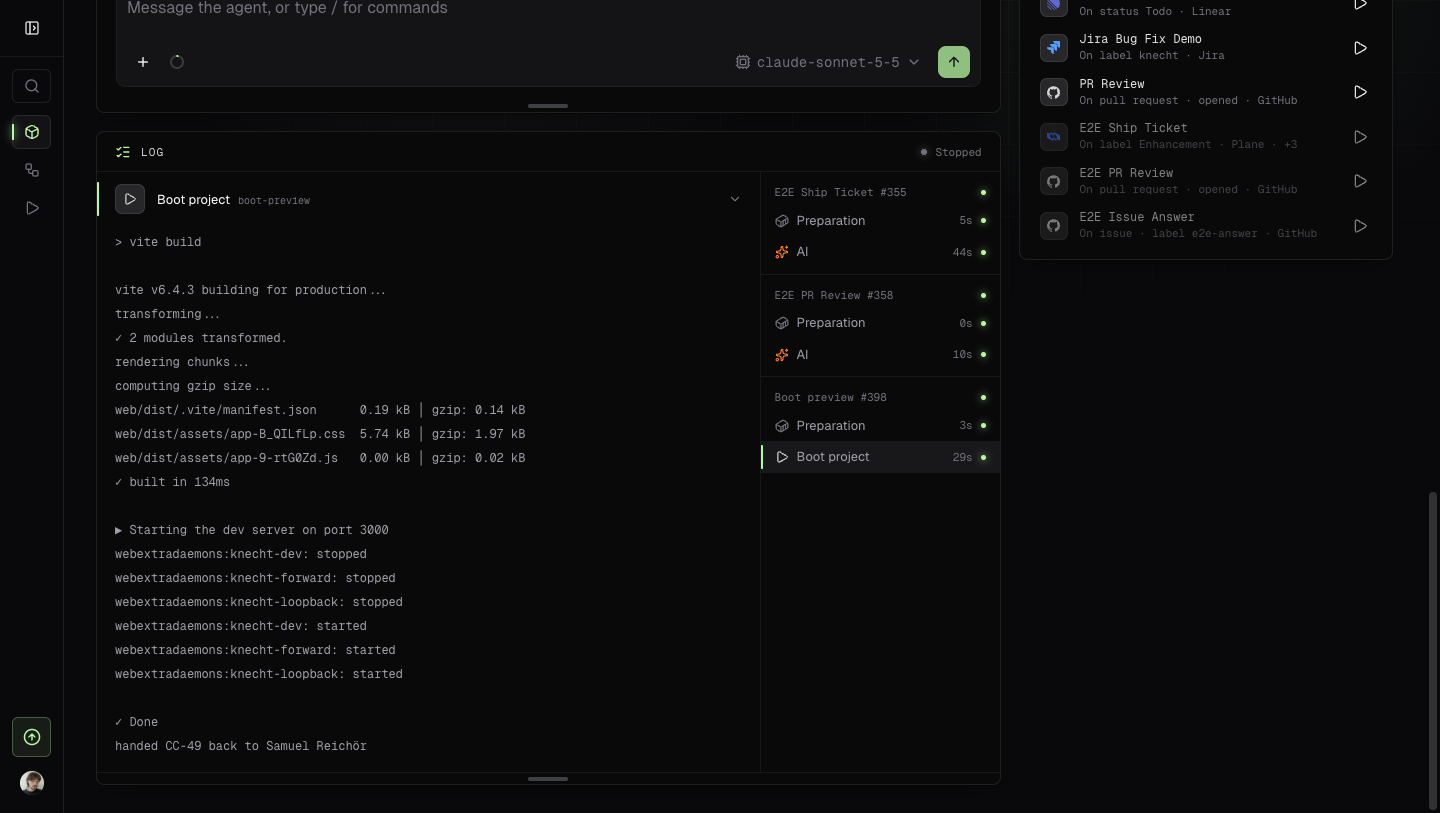 Message the agent, or type / for commands
claude-sonnet-5-5
LOG
Stopped
Boot project boot-preview
> vite build
vite v6.4.3 building for production...
transforming...
✓ 2 modules transformed.
rendering chunks...
computing gzip size...
web/dist/.vite/manifest.json      0.19 kB │ gzip: 0.14 kB
web/dist/assets/app-B_QILfLp.css  5.74 kB │ gzip: 1.97 kB
web/dist/assets/app-9-rtG0Zd.js   0.00 kB │ gzip: 0.02 kB
✓ built in 134ms
▶ Starting the dev server on port 3000
webextradaemons:knecht-dev: stopped
webextradaemons:knecht-forward: stopped
webextradaemons:knecht-loopback: stopped
webextradaemons:knecht-dev: started
webextradaemons:knecht-forward: started
webextradaemons:knecht-loopback: started
✓ Done
handed CC-49 back to Samuel Reichör
E2E Ship Ticket #355
Preparation 5s
AI 44s
E2E PR Review #358
Preparation 0s
AI 10s
Boot preview #398
Preparation 3s
Boot project 29s
On status Todo · Linear
Jira Bug Fix Demo
On label knecht · Jira
PR Review
On pull request · opened · GitHub
E2E Ship Ticket
On label Enhancement · Plane · +3
E2E PR Review
On pull request · opened · GitHub
E2E Issue Answer
On issue · label e2e-answer · GitHub